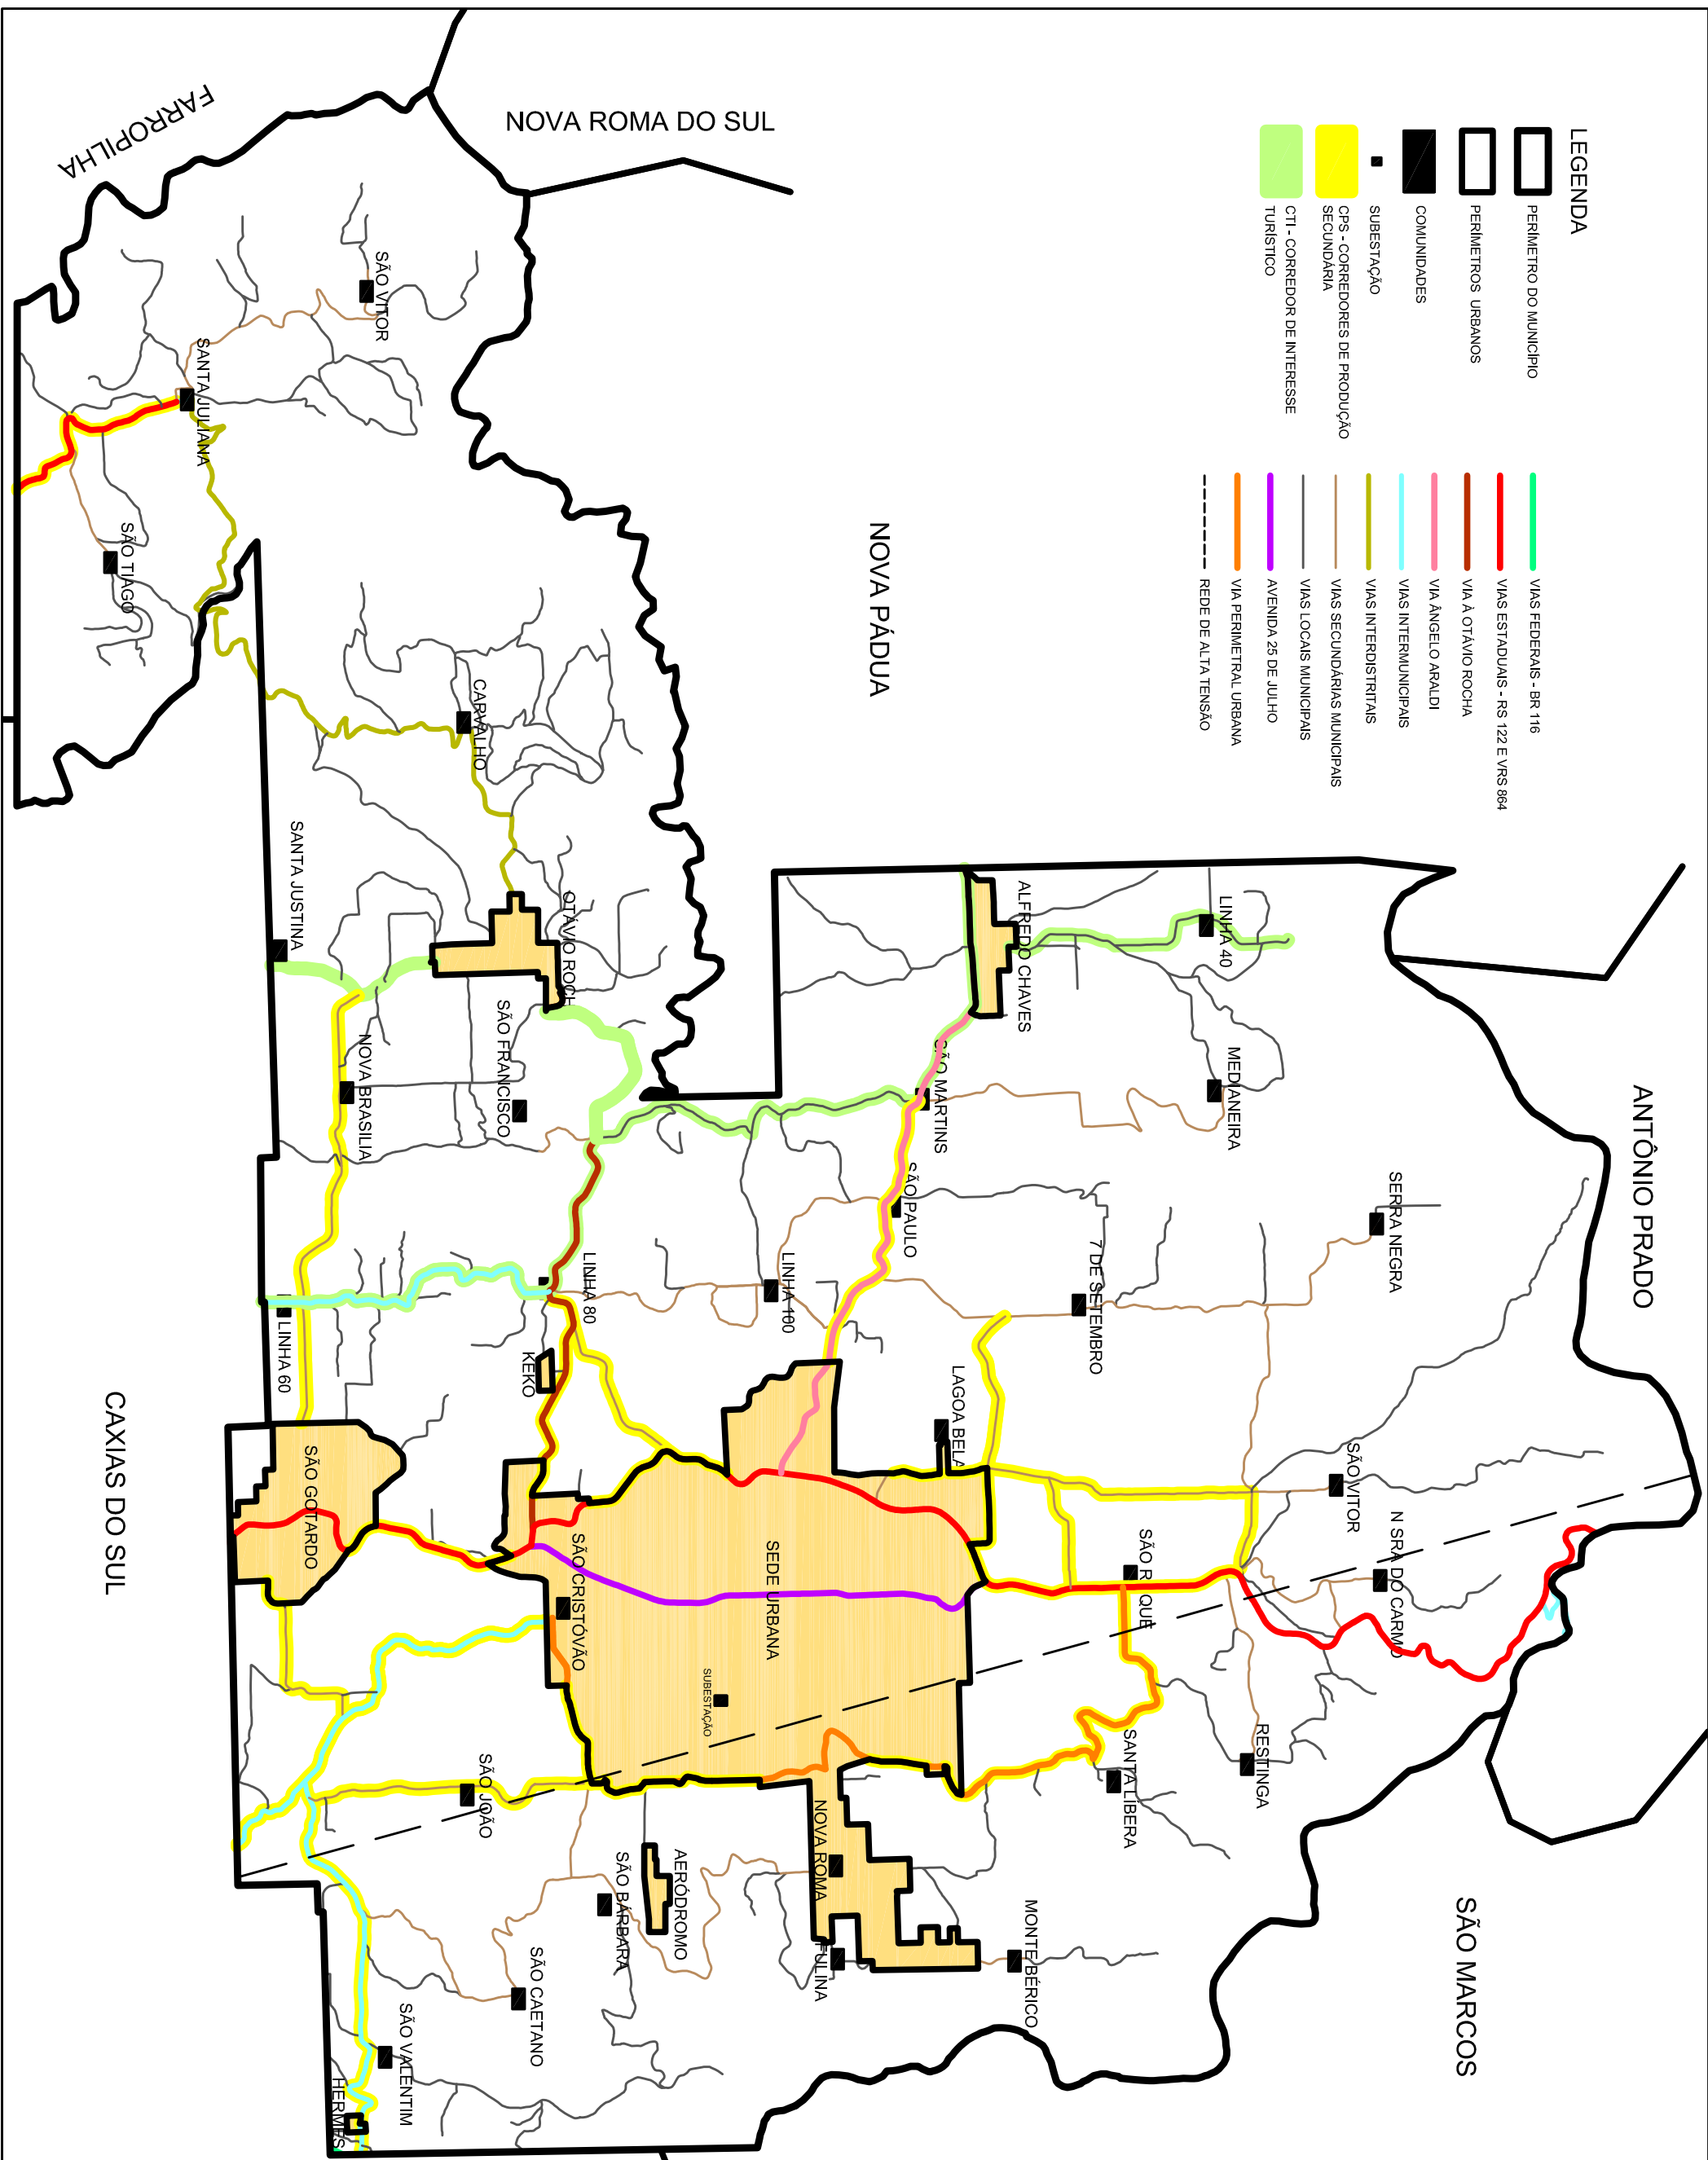 LEGENDA
PERÍMETRO DO MUNICÍPIO
PERÍMETROS URBANOS
COMUNIDADES
SUBESTAÇÃO
CPS - CORREDORES DE PRODUÇÃO
SECUNDÁRIA
CTI - CORREDOR DE INTERESSE
TURÍSTICO
VIAS FEDERAIS - BR 116
VIAS ESTADUAIS - RS 122 E VRS 864
VIA À OTÁVIO ROCHA
VIA ÂNGELO ARALDI
VIAS INTERMUNICIPAIS
VIAS INTERDISTRITAIS
VIAS SECUNDÁRIAS MUNICIPAIS
VIAS LOCAIS MUNICIPAIS
AVENIDA 25 DE JULHO
VIA PERIMETRAL URBANA
REDE DE ALTA TENSÃO
FARROPILHA
NOVA ROMA DO SUL
NOVA PÁDUA
ANTÔNIO PRADO
SÃO MARCOS
CAXIAS DO SUL
SÃO VITOR
SANTA JULIANA
SÃO TIAGO
CARVALHO
SANTA JUSTINA
OTÁVIO ROCH
SÃO FRANCISCO
NOVA BRASILIA
ALFREDO CHAVES
LINHA 40
MEDIANEIRA
SÃO MARTINS
SÃO PAULO
SERRA NEGRA
7 DE SETEMBRO
LINHA 100
LINHA 80
LINHA 60
KEKO
LAGOA BELA
SÃO GOTARDO
SÃO VITOR
N SRA DO CARMO
SÃO R QUE
SEDE URBANA
SÃO CRISTÓVÃO
SUBESTAÇÃO
RESTINGA
SANTA LÍBERA
SÃO JOÃO
NOVA ROMA
AERÓDROMO
SÃO BÁRBARA
FULINA
MONTE BÉRICO
SÃO CAETANO
SÃO VALENTIM
HERMES